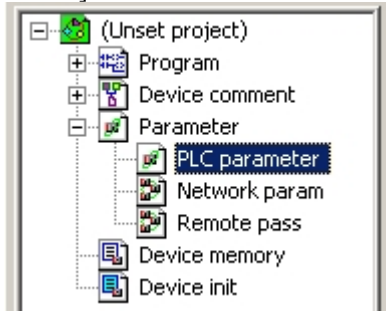 (Unset project)
Program
Device comment
Parameter
PLC parameter
Network param
Remote pass
Device memory
Device init